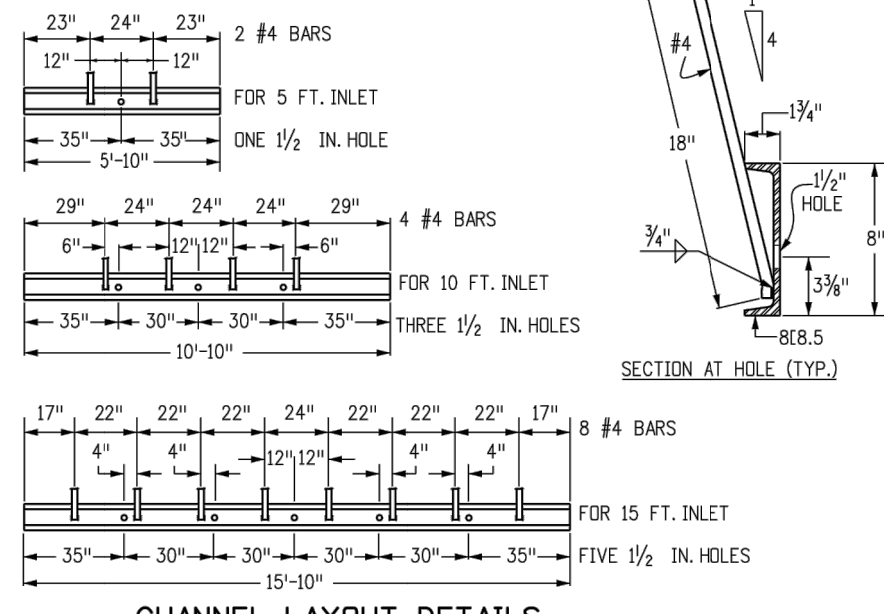 23" 24" 23" 2 #4 BARS
12" 12"
FOR 5 FT. INLET
35" 35" ONE 1½ IN. HOLE
5'-10"
29" 24" 24" 24" 29" 4 #4 BARS
6" 12" 12" 6"
FOR 10 FT. INLET
35" 30" 30" 35" THREE 1½ IN. HOLES
10'-10"
17" 22" 22" 22" 24" 22" 22" 22" 17" 8 #4 BARS
4" 4" 12" 12" 4" 4"
FOR 15 FT. INLET
35" 30" 30" 30" 30" 35" FIVE 1½ IN. HOLES
15'-10"
#4
4
18"
1¾"
1½"
HOLE
8"
¾"
3⅜"
8[8.5
SECTION AT HOLE (TYP.)
CHANNEL LAYOUT DETAILS